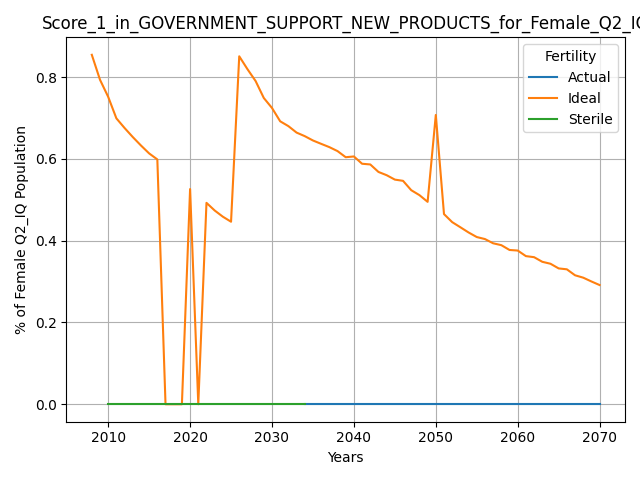 Score_1_in_GOVERNMENT_SUPPORT_NEW_PRODUCTS_for_Female_Q2_IQ
Fertility
Actual
Ideal
Sterile
% of Female Q2_IQ Population
0.8
0.6
0.4
0.2
0.0
2010 2020 2030 2040 2050 2060 2070
Years